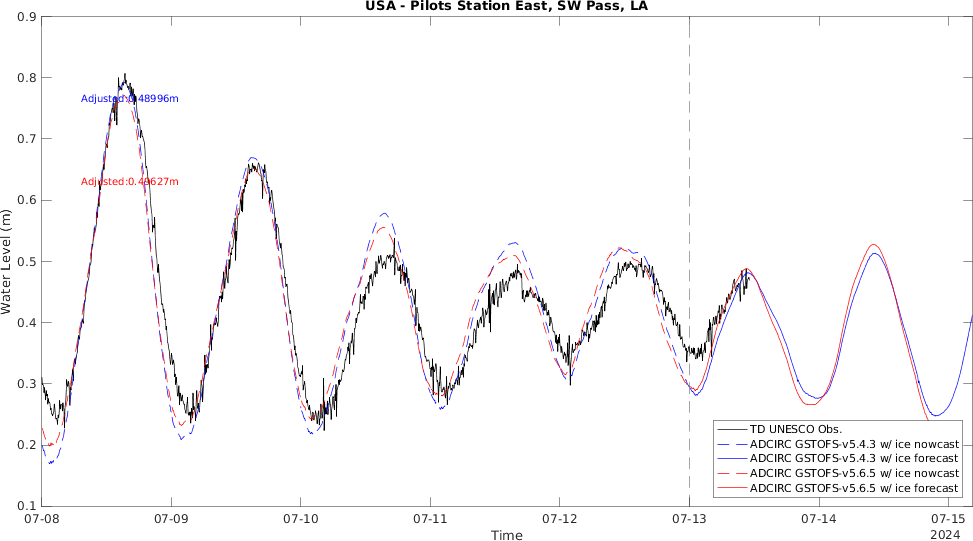 USA - Pilots Station East, SW Pass, LA
0.9
0.8
Adjusted:0.48996m
0.7
Adjusted:0.49627m
0.6
0.5
0.4
0.3
0.2
0.1
Water Level (m)
TD UNESCO Obs.
ADCIRC GSTOFS-v5.4.3 w/ ice nowcast
ADCIRC GSTOFS-v5.4.3 w/ ice forecast
ADCIRC GSTOFS-v5.6.5 w/ ice nowcast
ADCIRC GSTOFS-v5.6.5 w/ ice forecast
07-08 07-09 07-10 07-11 07-12 07-13 07-14 07-15
Time
2024